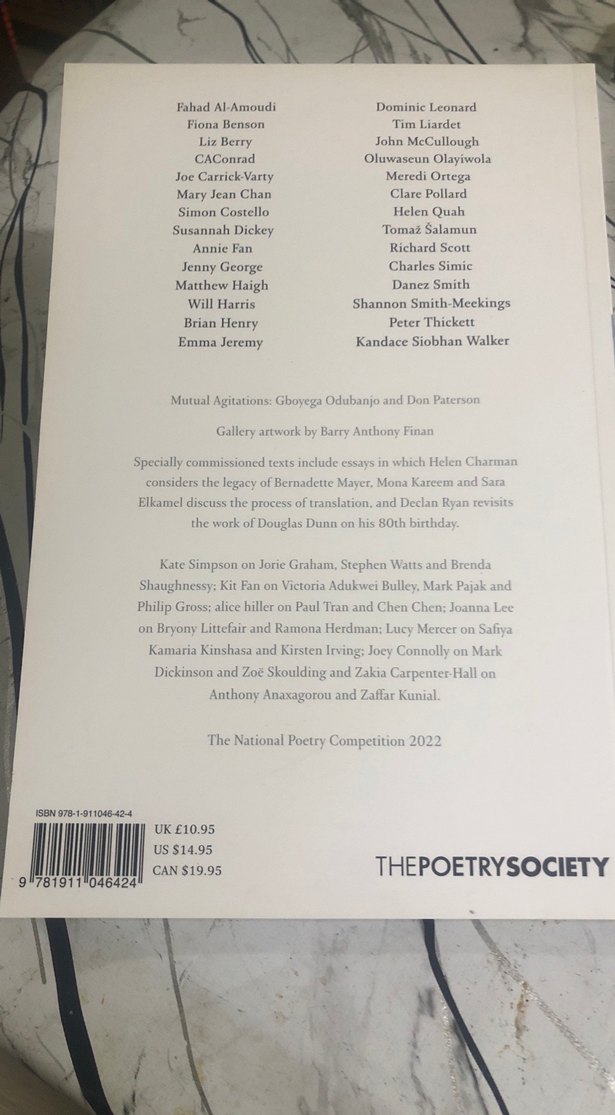 Fahad Al-Amoudi
Fiona Benson
Liz Berry
CAConrad
Joe Carrick-Varty
Mary Jean Chan
Simon Costello
Susannah Dickey
Annie Fan
Jenny George
Matthew Haigh
Will Harris
Brian Henry
Emma Jeremy
Dominic Leonard
Tim Liardet
John McCullough
Oluwaseun Olayiwola
Meredi Ortega
Clare Pollard
Helen Quah
Tomaž Šalamun
Richard Scott
Charles Simic
Danez Smith
Shannon Smith-Meekings
Peter Thickett
Kandace Siobhan Walker
Mutual Agitations: Gboyega Odubanjo and Don Paterson
Gallery artwork by Barry Anthony Finan
Specially commissioned texts include essays in which Helen Charman
considers the legacy of Bernadette Mayer, Mona Kareem and Sara
Elkamel discuss the process of translation, and Declan Ryan revisits
the work of Douglas Dunn on his 80th birthday.
Kate Simpson on Jorie Graham, Stephen Watts and Brenda
Shaughnessy; Kit Fan on Victoria Adukwei Bulley, Mark Pajak and
Philip Gross; alice hiller on Paul Tran and Chen Chen; Joanna Lee
on Bryony Littefair and Ramona Herdman; Lucy Mercer on Safiya
Kamaria Kinshasa and Kirsten Irving; Joey Connolly on Mark
Dickinson and Zoë Skoulding and Zakia Carpenter-Hall on
Anthony Anaxagorou and Zaffar Kunial.
The National Poetry Competition 2022
ISBN 978-1-911046-42-4
9 781911 046424
UK £10.95
US $14.95
CAN $19.95
THEPOETRYSOCIETY